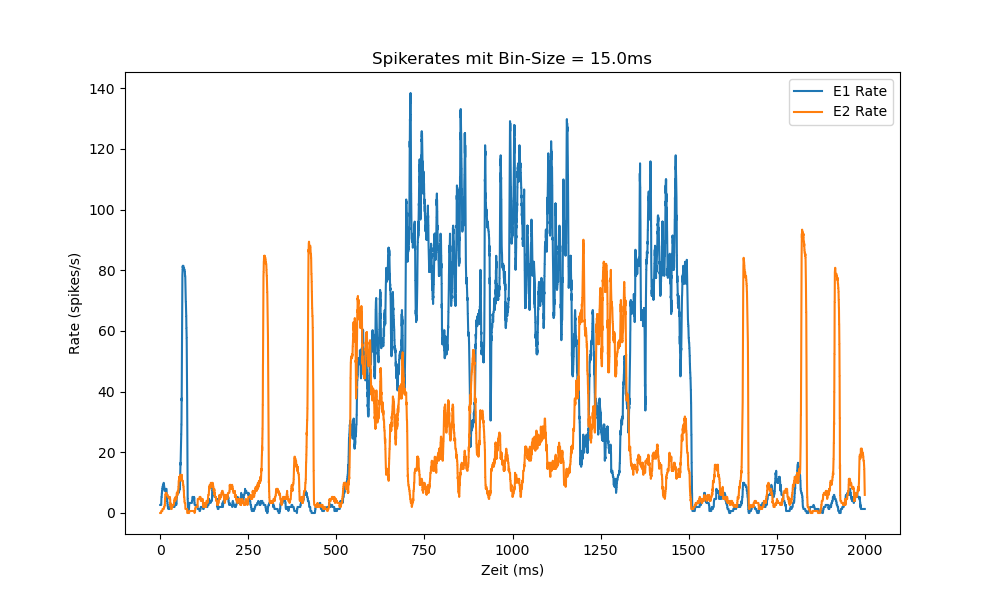 Spikerates mit Bin-Size = 15.0ms
E1 Rate
E2 Rate
140
120
100
80
60
40
20
0
Rate (spikes/s)
0 250 500 750 1000 1250 1500 1750 2000
Zeit (ms)